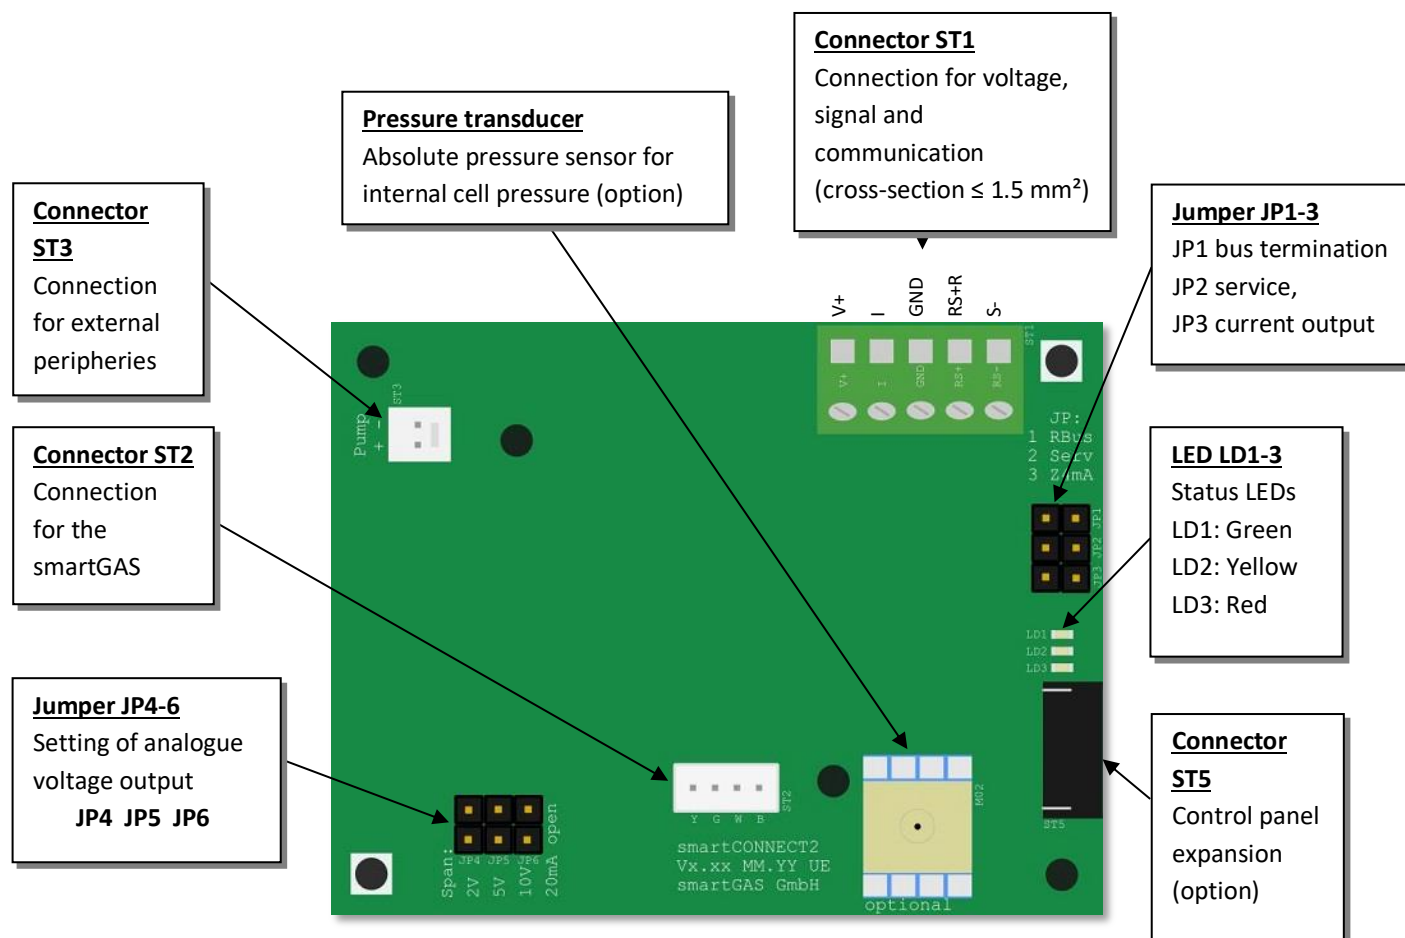 Connector ST1
Connection for voltage,
signal and
communication
(cross-section ≤ 1.5 mm²)
Pressure transducer
Absolute pressure sensor for
internal cell pressure (option)
Connector
ST3
Connection
for external
peripheries
Jumper JP1-3
JP1 bus termination
JP2 service,
JP3 current output
Connector ST2
Connection
for the
smartGAS
LED LD1-3
Status LEDs
LD1: Green
LD2: Yellow
LD3: Red
Jumper JP4-6
Setting of analogue
voltage output
JP4 JP5 JP6
Connector
ST5
Control panel
expansion
(option)
V+
I
GND
RS+R
S-
ST1
V+
I
GND
RS+
RS-
ST3
Pump
+ -
JP:
1 RBus
2 Serv
3 Z4mA
JP1
JP2
JP3
LD1
LD2
LD3
ST5
ST2
Y G W B
smartCONNECT2
Vx.xx MM.YY UE
smartGAS GmbH
MG2
optional
JP4 JP5 JP6
Span:
2V
5V
10V
20mA open